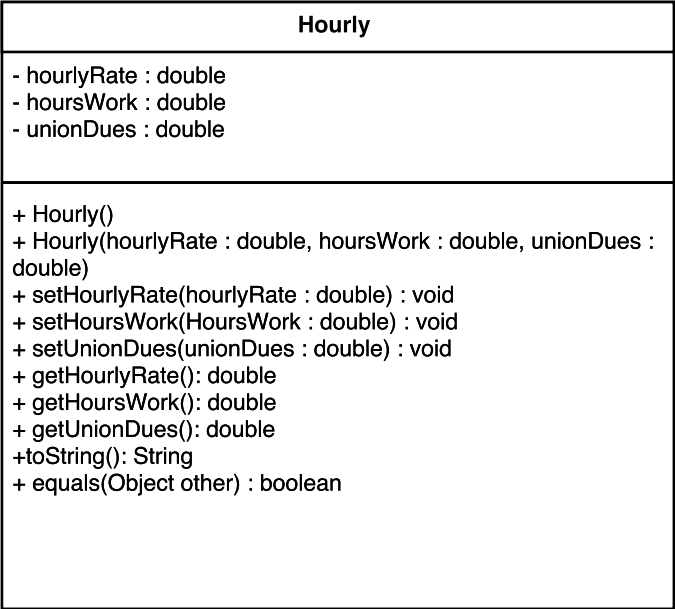 Hourly
- hourlyRate : double
- hoursWork : double
- unionDues : double
+ Hourly()
+ Hourly(hourlyRate : double, hoursWork : double, unionDues :
double)
+ setHourlyRate(hourlyRate : double) : void
+ setHoursWork(HoursWork : double) : void
+ setUnionDues(unionDues : double) : void
+ getHourlyRate(): double
+ getHoursWork(): double
+ getUnionDues(): double
+toString(): String
+ equals(Object other) : boolean